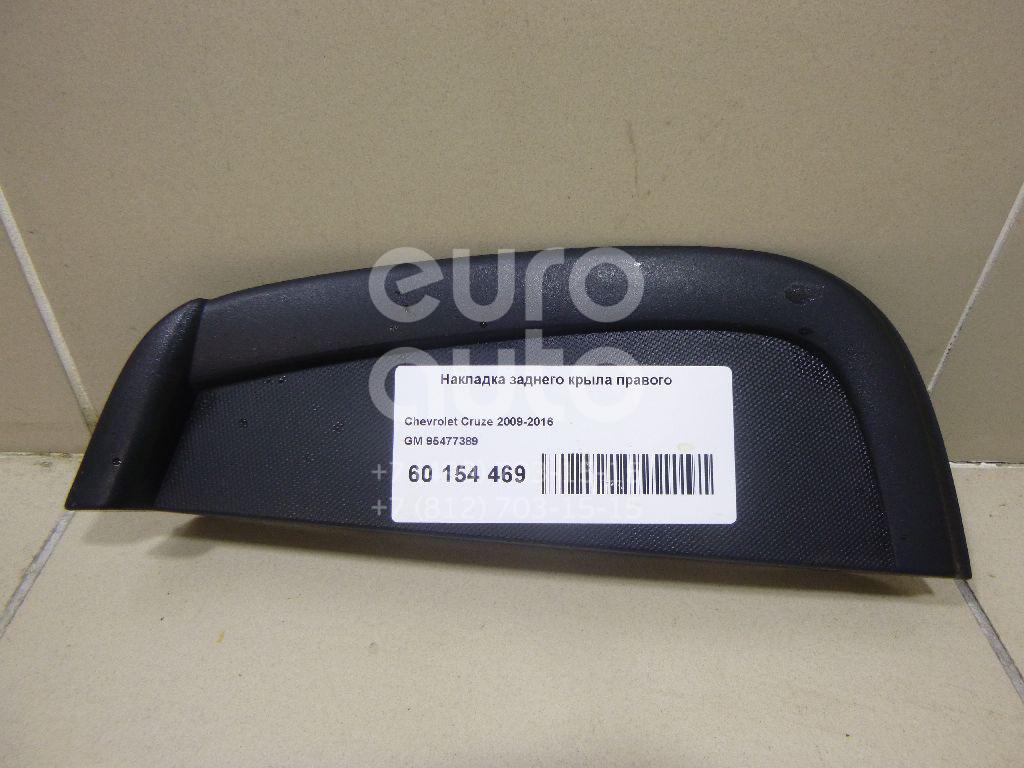 euro
auto
Накладка заднего крыла правого
Chevrolet Cruze 2009-2016
GM 95477389
60 154 469
+7 (812) 703-15-15